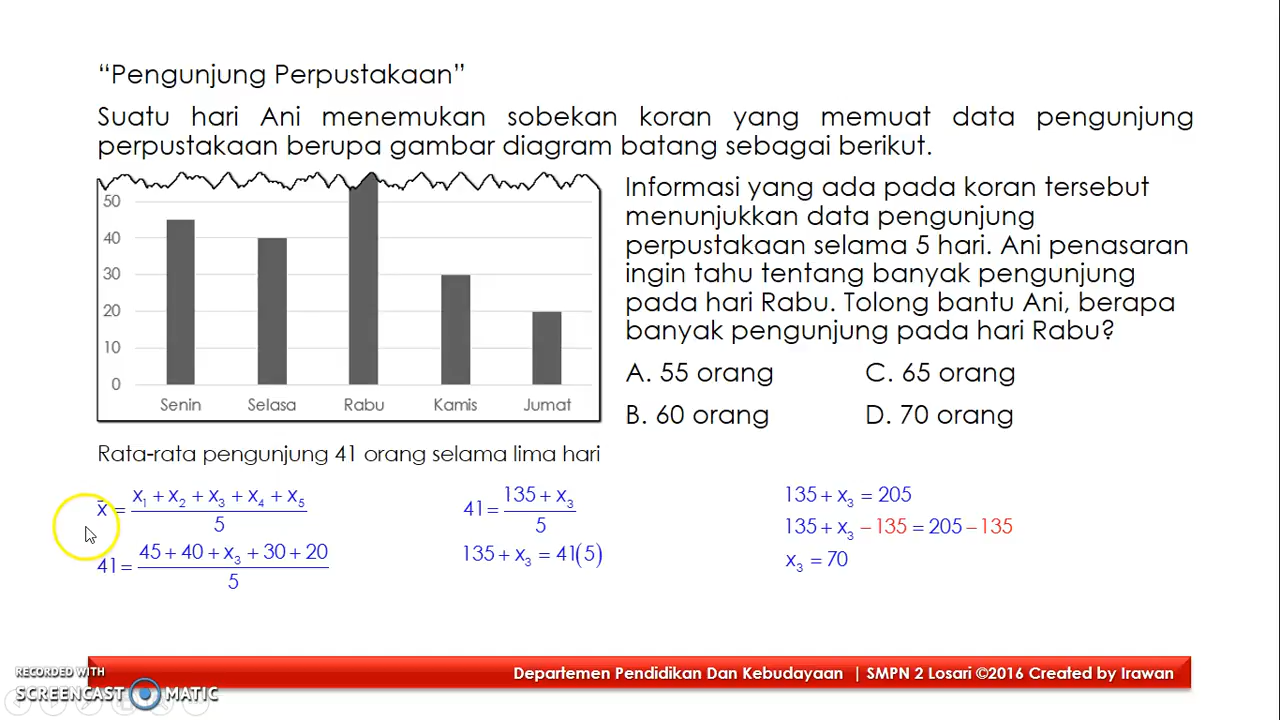 “Pengunjung Perpustakaan”
Suatu hari Ani menemukan sobekan koran yang memuat data pengunjung
perpustakaan berupa gambar diagram batang sebagai berikut.
50
40
30
20
10
0
Senin Selasa Rabu Kamis Jumat
Informasi yang ada pada koran tersebut
menunjukkan data pengunjung
perpustakaan selama 5 hari. Ani penasaran
ingin tahu tentang banyak pengunjung
pada hari Rabu. Tolong bantu Ani, berapa
banyak pengunjung pada hari Rabu?
A. 55 orang C. 65 orang
B. 60 orang D. 70 orang
Rata-rata pengunjung 41 orang selama lima hari
x̄ = (x₁ + x₂ + x₃ + x₄ + x₅) / 5
41 = (45 + 40 + x₃ + 30 + 20) / 5
41 = (135 + x₃) / 5
135 + x₃ = 41(5)
135 + x₃ = 205
135 + x₃ − 135 = 205 − 135
x₃ = 70
Departemen Pendidikan Dan Kebudayaan | SMPN 2 Losari ©2016 Created by Irawan
RECORDED WITH
SCREENCAST MATIC